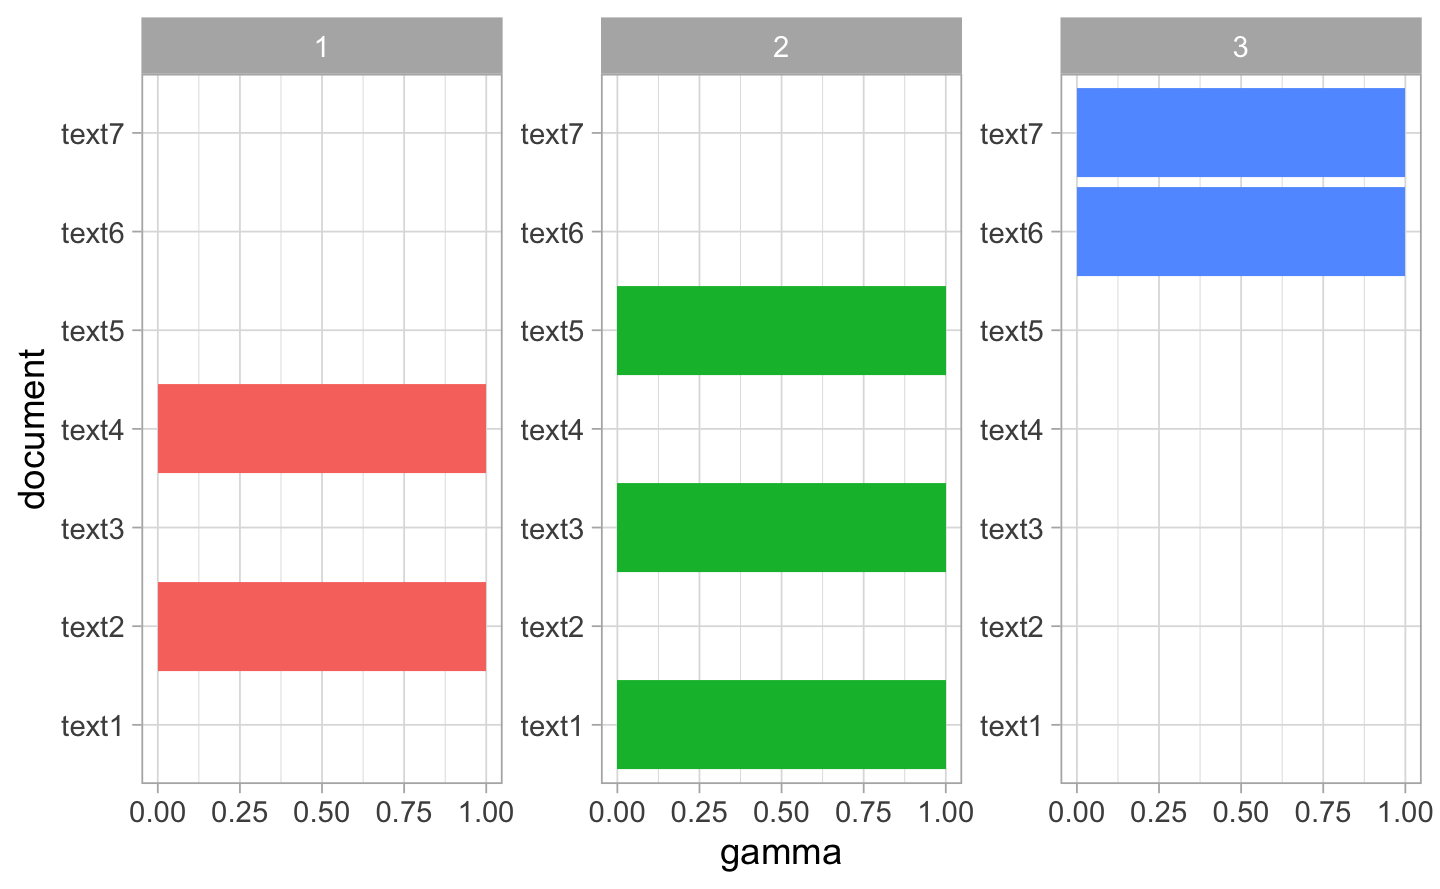 1 2 3
text7 text7 text7
text6 text6 text6
text5 text5 text5
text4 text4 text4
text3 text3 text3
text2 text2 text2
text1 text1 text1
document
0.00 0.25 0.50 0.75 1.00 0.00 0.25 0.50 0.75 1.00 0.00 0.25 0.50 0.75 1.00
gamma